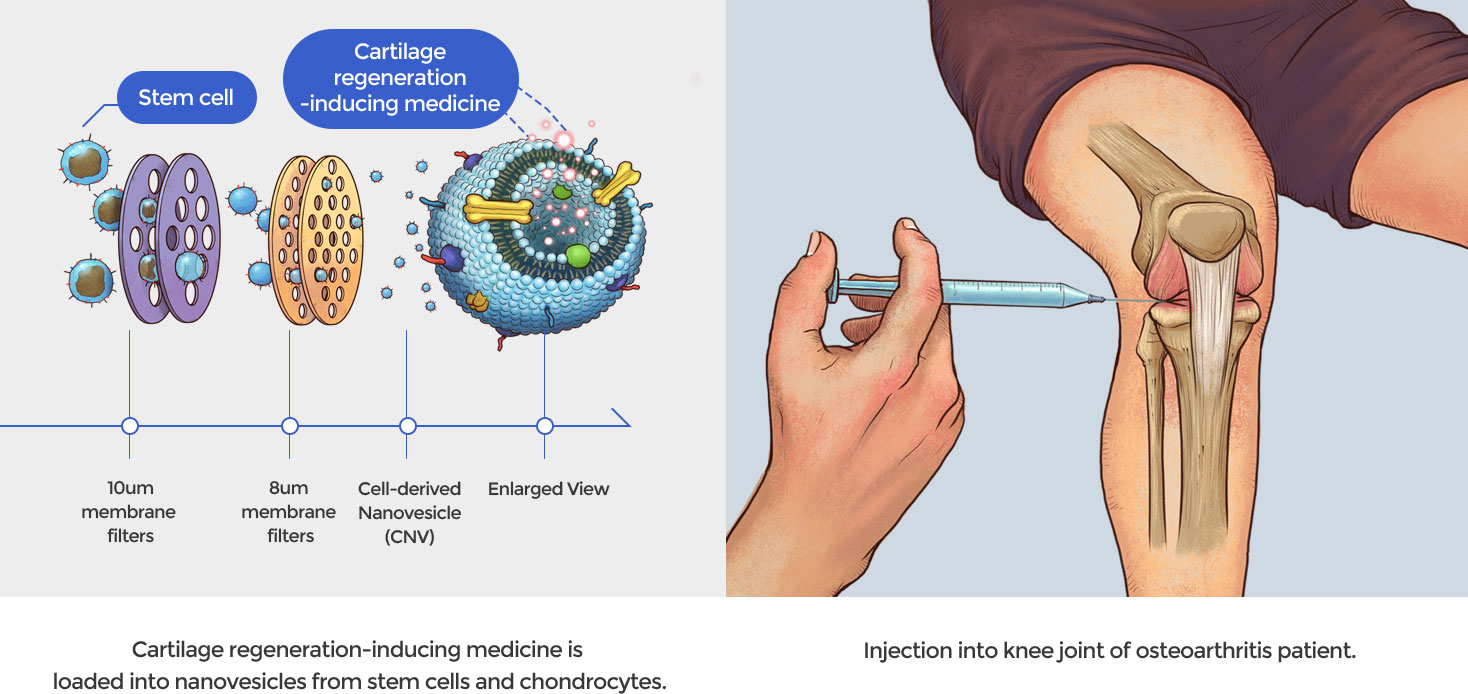 Stem cell
Cartilage
regeneration
-inducing medicine
10um
membrane
filters
8um
membrane
filters
Cell-derived
Nanovesicle
(CNV)
Enlarged View
Cartilage regeneration-inducing medicine is
loaded into nanovesicles from stem cells and chondrocytes.
Injection into knee joint of osteoarthritis patient.